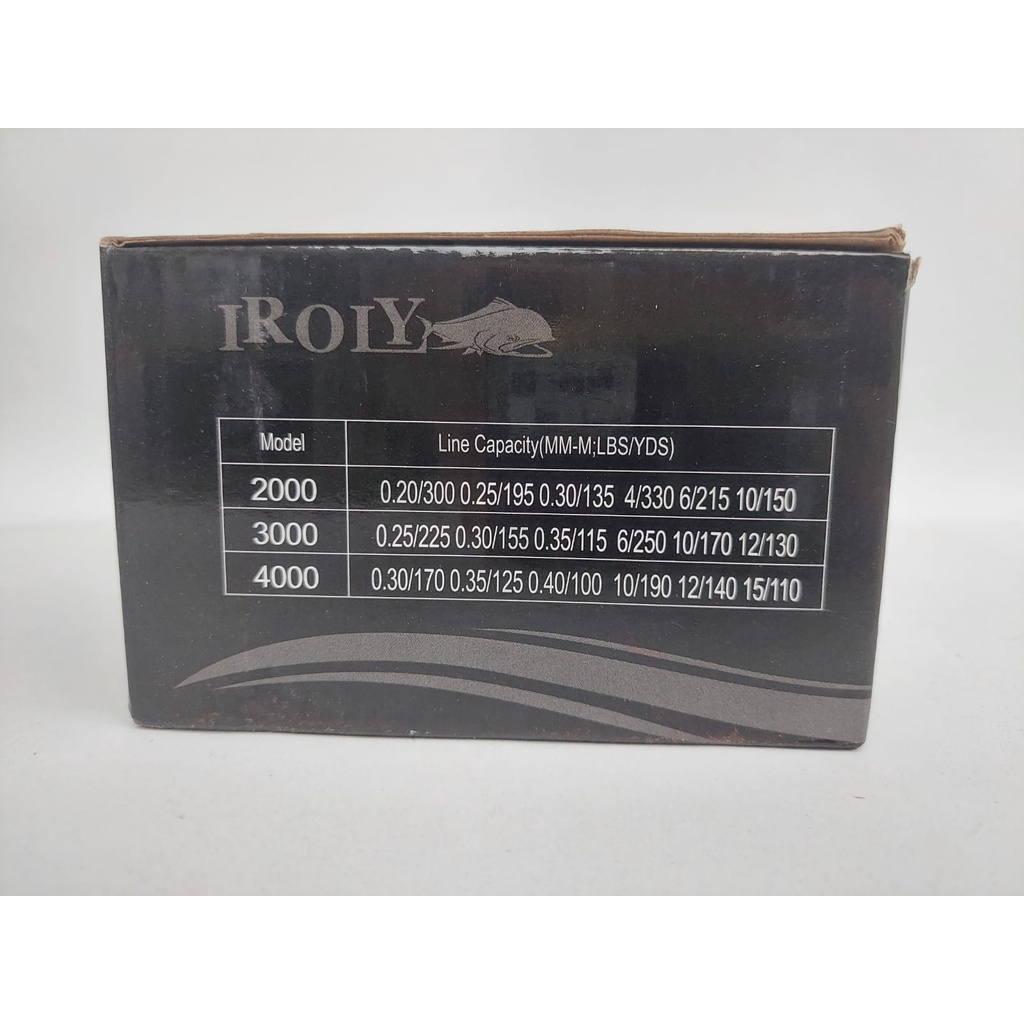 IROLY
Model Line Capacity(MM-M;LBS/YDS)
2000 0.20/300 0.25/195 0.30/135 4/330 6/215 10/150
3000 0.25/225 0.30/155 0.35/115 6/250 10/170 12/130
4000 0.30/170 0.35/125 0.40/100 10/190 12/140 15/110